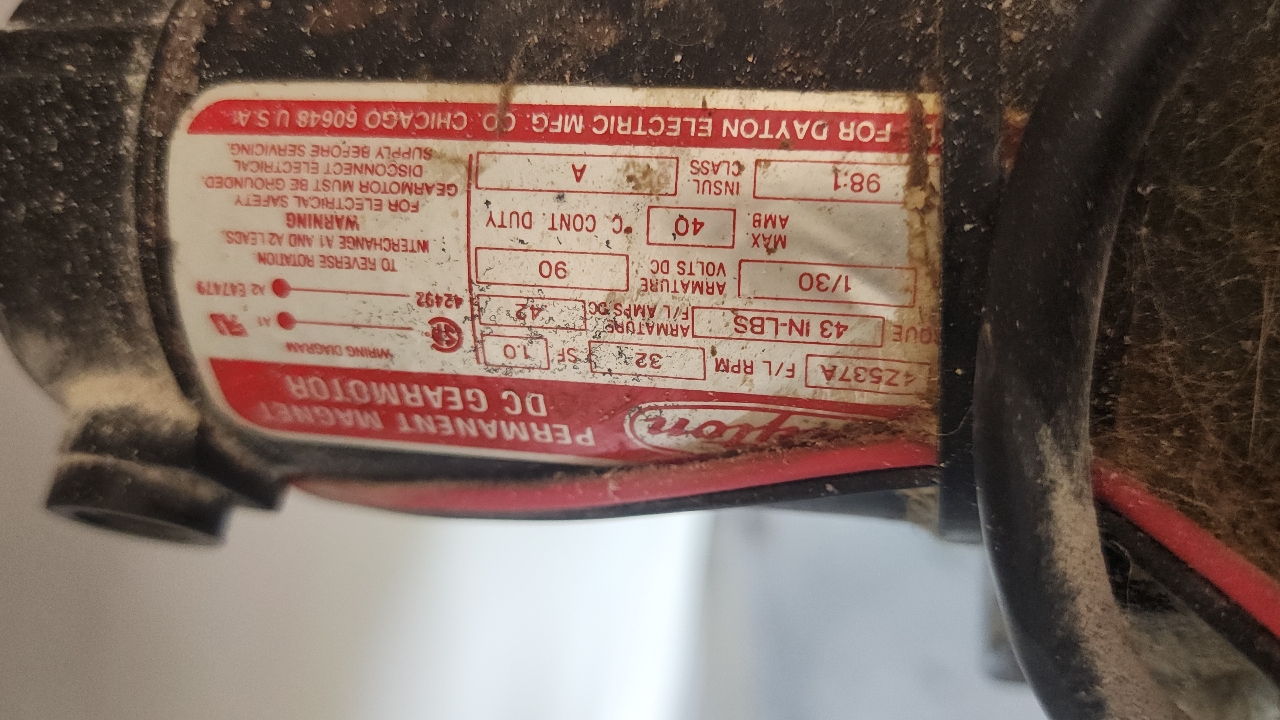 Dayton PERMANENT MAGNET
DC GEARMOTOR
4Z537A F/L RPM 32 SF 1.0
43 IN-LBS ARMATURE F/L AMPS DC .42
1/30 ARMATURE VOLTS DC 90
MAX AMB. 40 °C. CONT. DUTY
98:1 INSUL. CLASS A
FOR DAYTON ELECTRIC MFG. CO. CHICAGO 60648 U.S.A.
WIRING DIAGRAM
A1
42492
A2 E47479
TO REVERSE ROTATION
INTERCHANGE A1 AND A2 LEADS.
WARNING
FOR ELECTRICAL SAFETY
GEARMOTOR MUST BE GROUNDED.
DISCONNECT ELECTRICAL
SUPPLY BEFORE SERVICING.